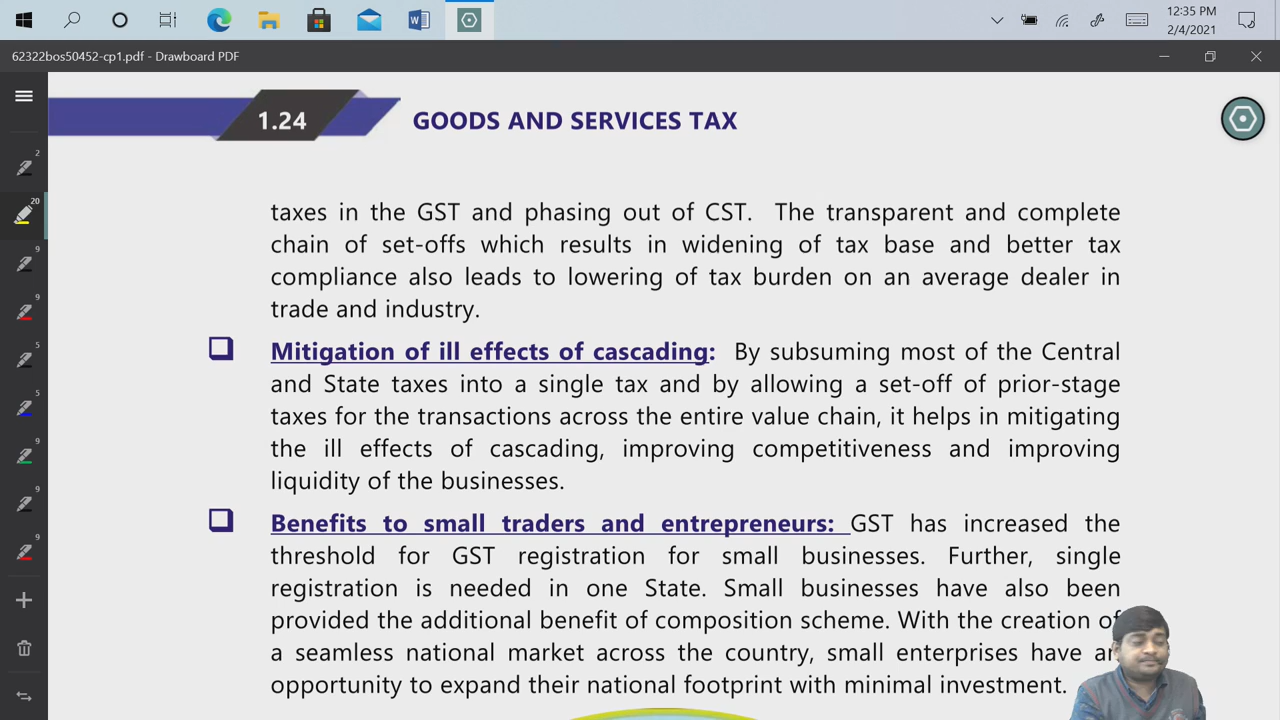 12:35 PM
2/4/2021
62322bos50452-cp1.pdf - Drawboard PDF
1.24
GOODS AND SERVICES TAX
2
20
9
9
5
5
9
9
9
taxes in the GST and phasing out of CST. The transparent and complete
chain of set-offs which results in widening of tax base and better tax
compliance also leads to lowering of tax burden on an average dealer in
trade and industry.
Mitigation of ill effects of cascading: By subsuming most of the Central
and State taxes into a single tax and by allowing a set-off of prior-stage
taxes for the transactions across the entire value chain, it helps in mitigating
the ill effects of cascading, improving competitiveness and improving
liquidity of the businesses.
Benefits to small traders and entrepreneurs: GST has increased the
threshold for GST registration for small businesses. Further, single
registration is needed in one State. Small businesses have also been
provided the additional benefit of composition scheme. With the creation of
a seamless national market across the country, small enterprises have an
opportunity to expand their national footprint with minimal investment.